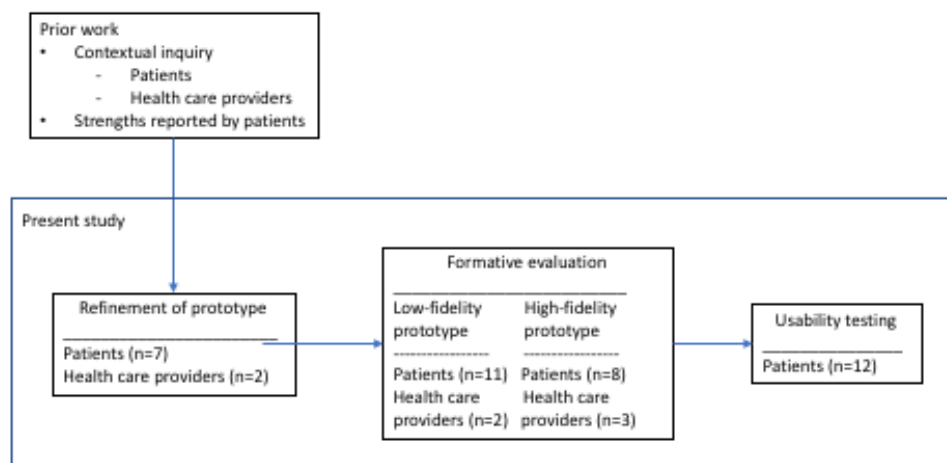 Prior work
• Contextual inquiry
- Patients
- Health care providers
• Strengths reported by patients
Present study
Refinement of prototype
Patients (n=7)
Health care providers (n=2)
Formative evaluation
Low-fidelity
prototype
Patients (n=11)
Health care
providers (n=2)
High-fidelity
prototype
Patients (n=8)
Health care
providers (n=3)
Usability testing
Patients (n=12)